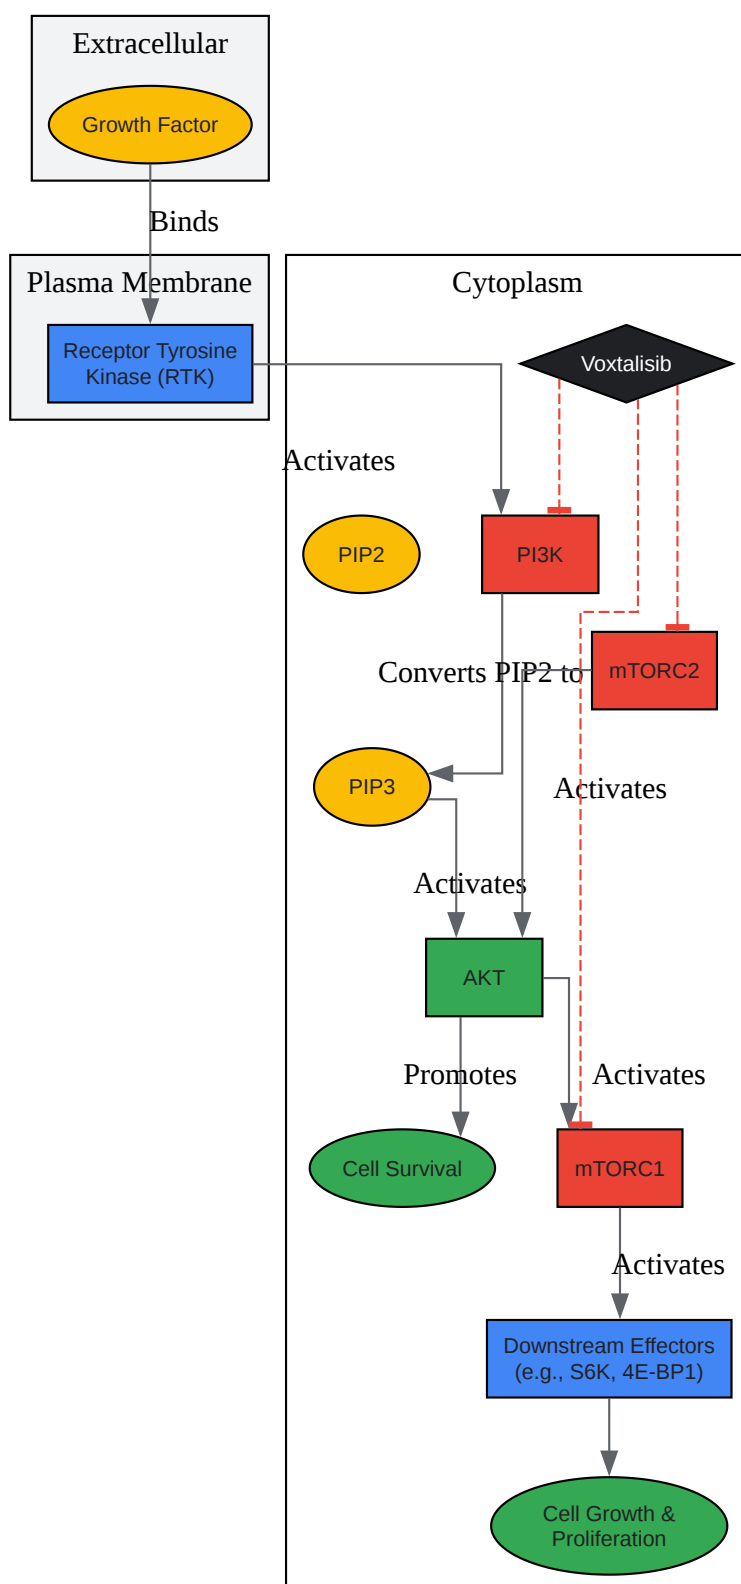 Extracellular
Growth Factor
Binds
Plasma Membrane
Cytoplasm
Receptor Tyrosine
Kinase (RTK)
Voxtalisib
Activates
PIP2
PI3K
Converts PIP2 to
mTORC2
PIP3
Activates
Activates
AKT
Promotes
Activates
Cell Survival
mTORC1
Activates
Downstream Effectors
(e.g., S6K, 4E-BP1)
Cell Growth &
Proliferation